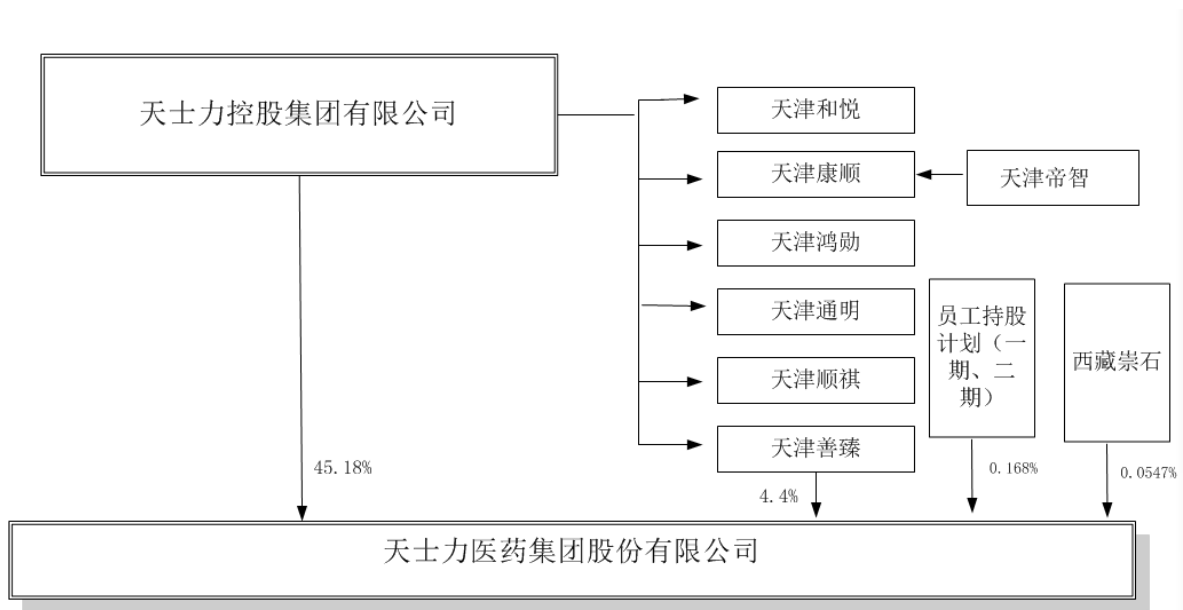 天士力控股集团有限公司
天津和悦
天津康顺
天津帝智
天津鸿勋
天津通明
天津顺祺
天津善臻
员工持股
计划（一
期、二
期）
西藏崇石
45.18%
4.4%
0.168%
0.0547%
天士力医药集团股份有限公司